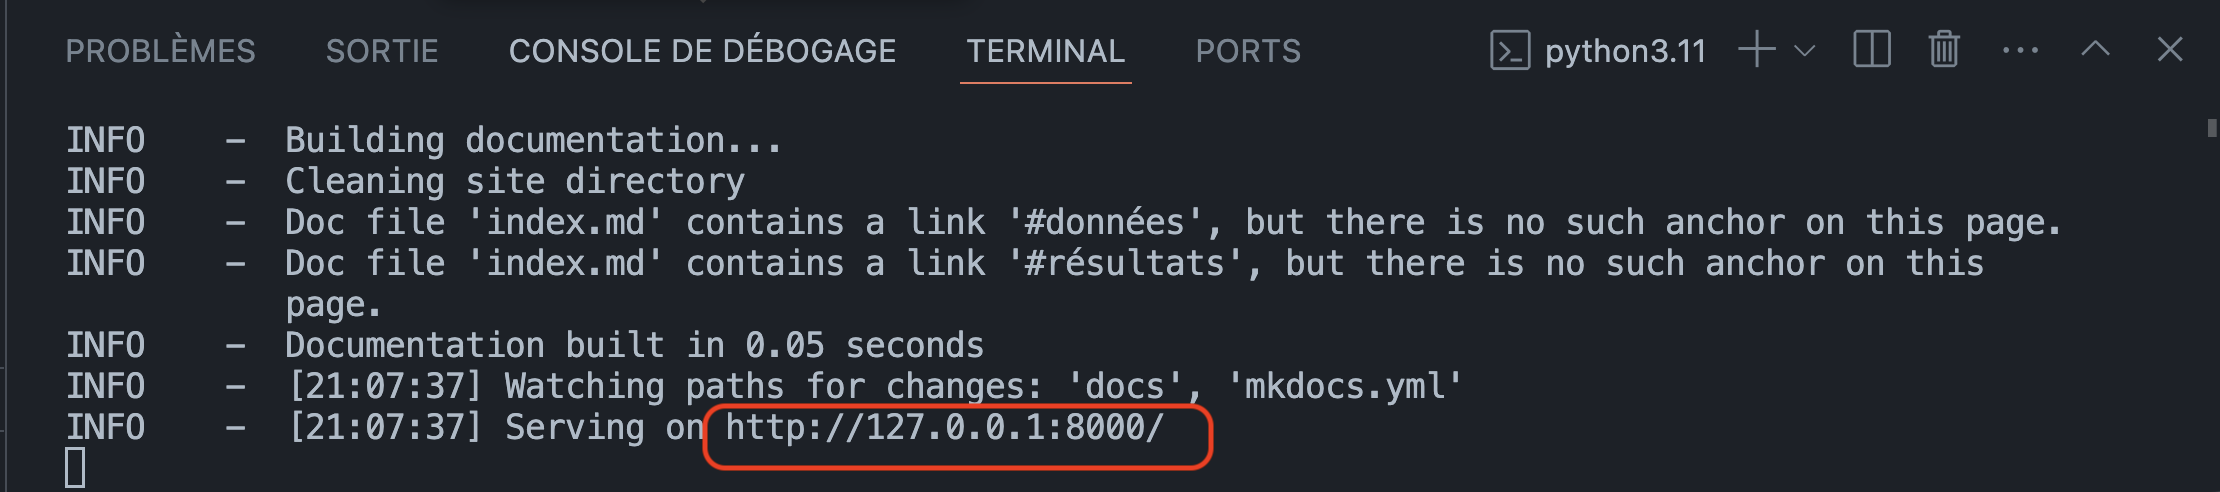 PROBLÈMES SORTIE CONSOLE DE DÉBOGAGE TERMINAL PORTS python3.11
INFO - Building documentation...
INFO - Cleaning site directory
INFO - Doc file 'index.md' contains a link '#données', but there is no such anchor on this page.
INFO - Doc file 'index.md' contains a link '#résultats', but there is no such anchor on this
page.
INFO - Documentation built in 0.05 seconds
INFO - [21:07:37] Watching paths for changes: 'docs', 'mkdocs.yml'
INFO - [21:07:37] Serving on http://127.0.0.1:8000/